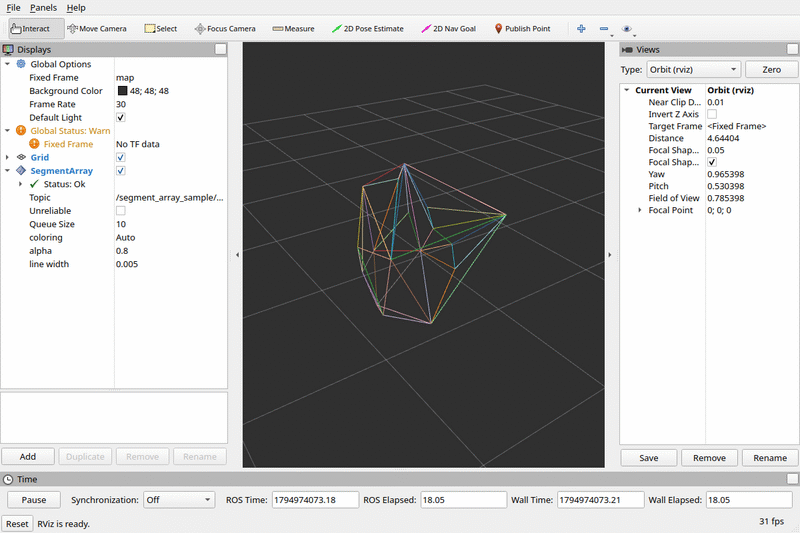 File Panels Help
Interact Move Camera Select Focus Camera Measure 2D Pose Estimate 2D Nav Goal Publish Point
Displays
Global Options
Fixed Frame map
Background Color 48; 48; 48
Frame Rate 30
Default Light
Global Status: Warn
Fixed Frame No TF data
Grid
SegmentArray
Status: Ok
Topic /segment_array_sample/...
Unreliable
Queue Size 10
coloring Auto
alpha 0.8
line width 0.005
Add Duplicate Remove Rename
Views
Type: Orbit (rviz) Zero
Current View Orbit (rviz)
Near Clip D... 0.01
Invert Z Axis
Target Frame <Fixed Frame>
Distance 4.64404
Focal Shap... 0.05
Focal Shap...
Yaw 0.965398
Pitch 0.530398
Field of View 0.785398
Focal Point 0; 0; 0
Save Remove Rename
Time
Pause Synchronization: Off ROS Time: 1794974073.18 ROS Elapsed: 18.05 Wall Time: 1794974073.21 Wall Elapsed: 18.05
Reset RViz is ready. 31 fps